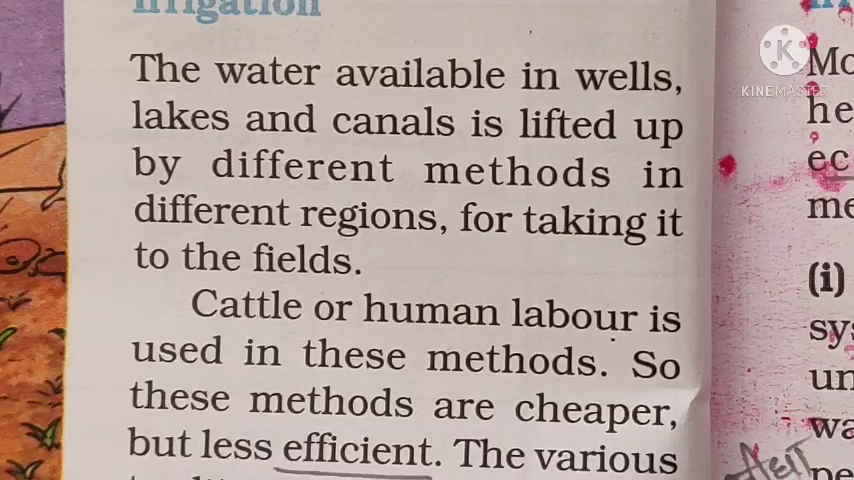 Irrigation
The water available in wells,
lakes and canals is lifted up
by different methods in
different regions, for taking it
to the fields.
Cattle or human labour is
used in these methods. So
these methods are cheaper,
but less efficient. The various
K
KINEMASTER
(i)